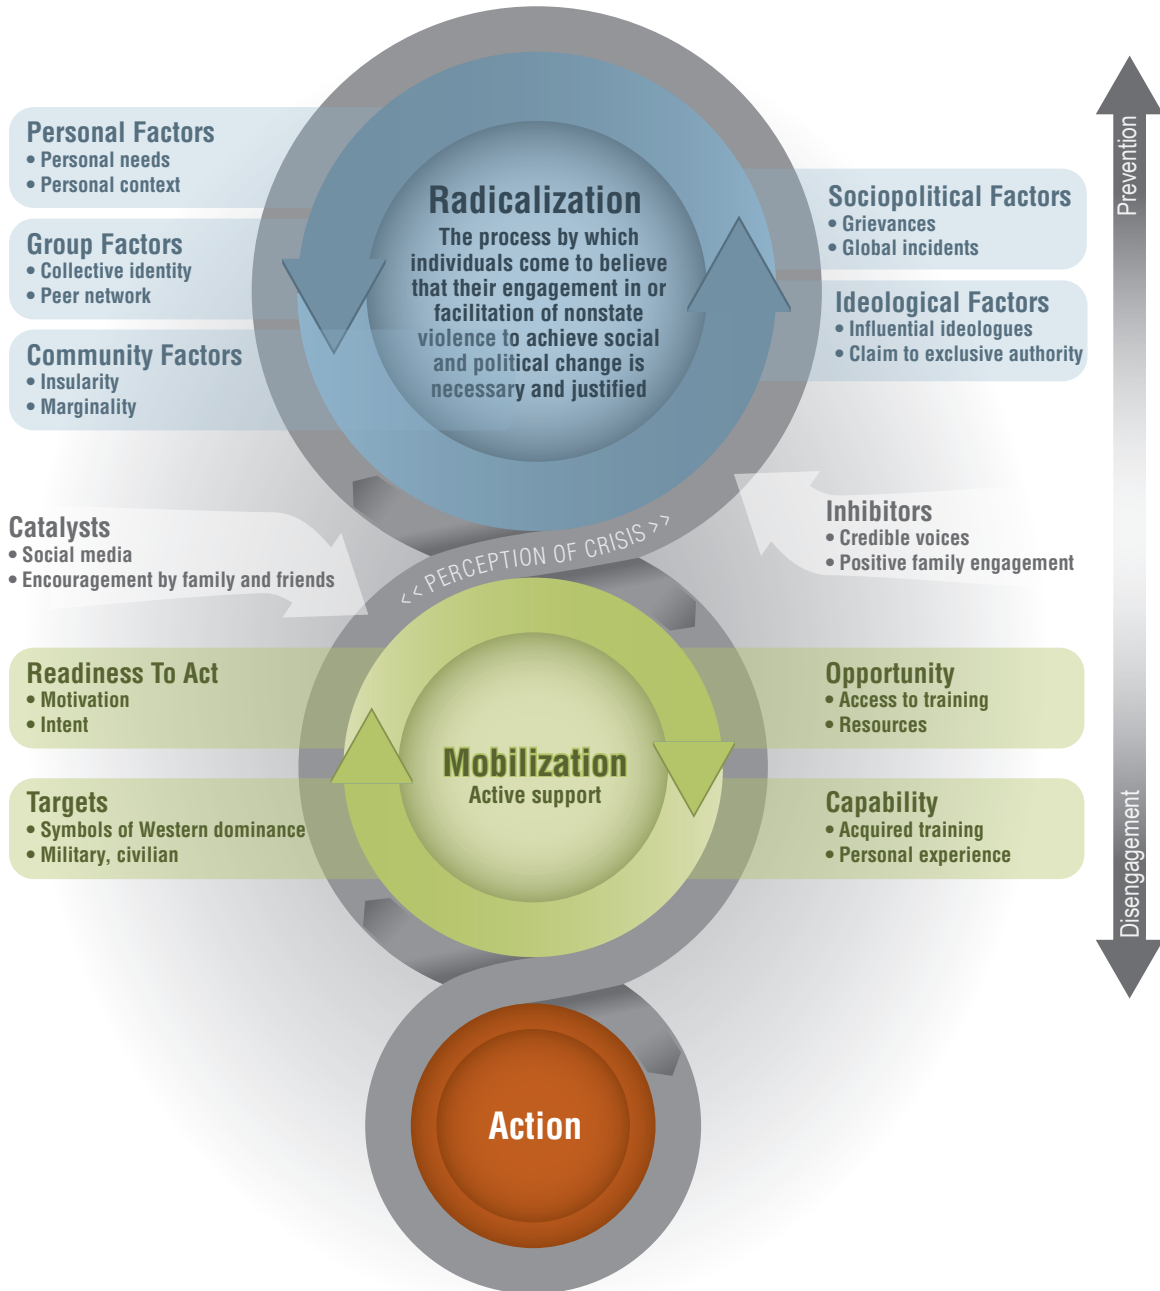 Personal Factors
• Personal needs
• Personal context
Group Factors
• Collective identity
• Peer network
Community Factors
• Insularity
• Marginality
Radicalization
The process by which
individuals come to believe
that their engagement in or
facilitation of nonstate
violence to achieve social
and political change is
necessary and justified
Sociopolitical Factors
• Grievances
• Global incidents
Ideological Factors
• Influential ideologues
• Claim to exclusive authority
Prevention
Catalysts
• Social media
• Encouragement by family and friends
<< PERCEPTION OF CRISIS >>
Inhibitors
• Credible voices
• Positive family engagement
Readiness To Act
• Motivation
• Intent
Targets
• Symbols of Western dominance
• Military, civilian
Mobilization
Active support
Opportunity
• Access to training
• Resources
Capability
• Acquired training
• Personal experience
Disengagement
Action